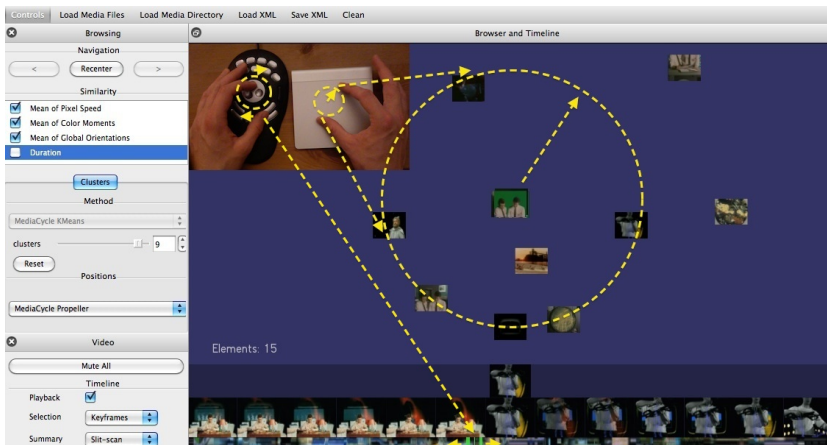 Controls Load Media Files Load Media Directory Load XML Save XML Clean
Browsing
Navigation
< Recenter >
Similarity
Mean of Pixel Speed
Mean of Color Moments
Mean of Global Orientations
Duration
Clusters
Method
MediaCycle KMeans
clusters 9
Reset
Positions
MediaCycle Propeller
Video
Mute All
Timeline
Playback
Selection Keyframes
Summary Slit-scan
Browser and Timeline
Elements: 15